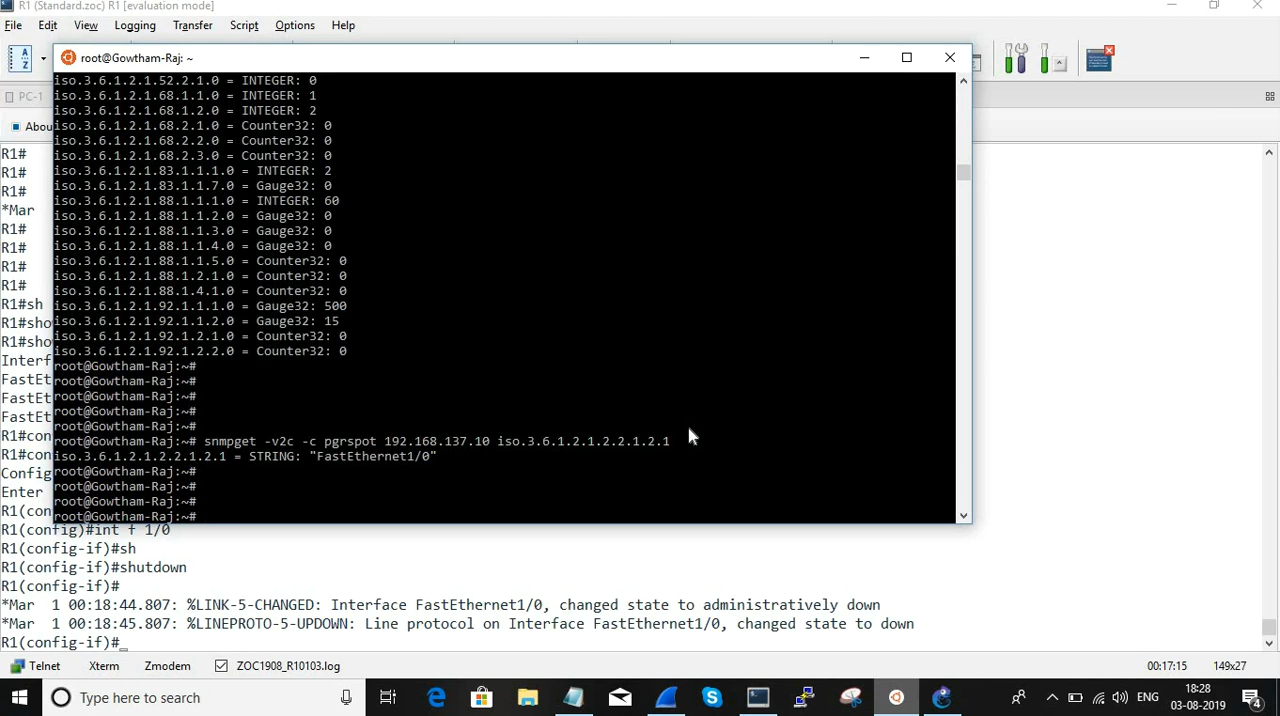 R1 (Standard.zoc) R1 [evaluation mode]
File Edit View Logging Transfer Script Options Help
root@Gowtham-Raj: ~
PC-1
Abou
iso.3.6.1.2.1.52.2.1.0 = INTEGER: 0
iso.3.6.1.2.1.68.1.1.0 = INTEGER: 1
iso.3.6.1.2.1.68.1.2.0 = INTEGER: 2
iso.3.6.1.2.1.68.2.1.0 = Counter32: 0
iso.3.6.1.2.1.68.2.2.0 = Counter32: 0
iso.3.6.1.2.1.68.2.3.0 = Counter32: 0
iso.3.6.1.2.1.83.1.1.1.0 = INTEGER: 2
iso.3.6.1.2.1.83.1.1.7.0 = Gauge32: 0
iso.3.6.1.2.1.88.1.1.1.0 = INTEGER: 60
iso.3.6.1.2.1.88.1.1.2.0 = Gauge32: 0
iso.3.6.1.2.1.88.1.1.3.0 = Gauge32: 0
iso.3.6.1.2.1.88.1.1.4.0 = Gauge32: 0
iso.3.6.1.2.1.88.1.1.5.0 = Counter32: 0
iso.3.6.1.2.1.88.1.2.1.0 = Counter32: 0
iso.3.6.1.2.1.88.1.4.1.0 = Counter32: 0
iso.3.6.1.2.1.92.1.1.1.0 = Gauge32: 500
iso.3.6.1.2.1.92.1.1.2.0 = Gauge32: 15
iso.3.6.1.2.1.92.1.2.1.0 = Counter32: 0
iso.3.6.1.2.1.92.1.2.2.0 = Counter32: 0
root@Gowtham-Raj:~#
root@Gowtham-Raj:~#
root@Gowtham-Raj:~#
root@Gowtham-Raj:~#
root@Gowtham-Raj:~#
root@Gowtham-Raj:~# snmpget -v2c -c pgrspot 192.168.137.10 iso.3.6.1.2.1.2.2.1.2.1
iso.3.6.1.2.1.2.2.1.2.1 = STRING: "FastEthernet1/0"
root@Gowtham-Raj:~#
root@Gowtham-Raj:~#
root@Gowtham-Raj:~#
root@Gowtham-Raj:~#
R1#
R1#
R1#
*Mar
R1#
R1#
R1#
R1#
R1#sh
R1#sho
R1#sho
Interf
FastEt
FastEt
FastEt
R1#con
R1#con
Config
Enter
R1(con
R1(config)#int f 1/0
R1(config-if)#sh
R1(config-if)#shutdown
R1(config-if)#
*Mar  1 00:18:44.807: %LINK-5-CHANGED: Interface FastEthernet1/0, changed state to administratively down
*Mar  1 00:18:45.807: %LINEPROTO-5-UPDOWN: Line protocol on Interface FastEthernet1/0, changed state to down
R1(config-if)#
Telnet Xterm Zmodem ZOC1908_R10103.log 00:17:15 149x27
Type here to search
ENG
18:28
03-08-2019
4